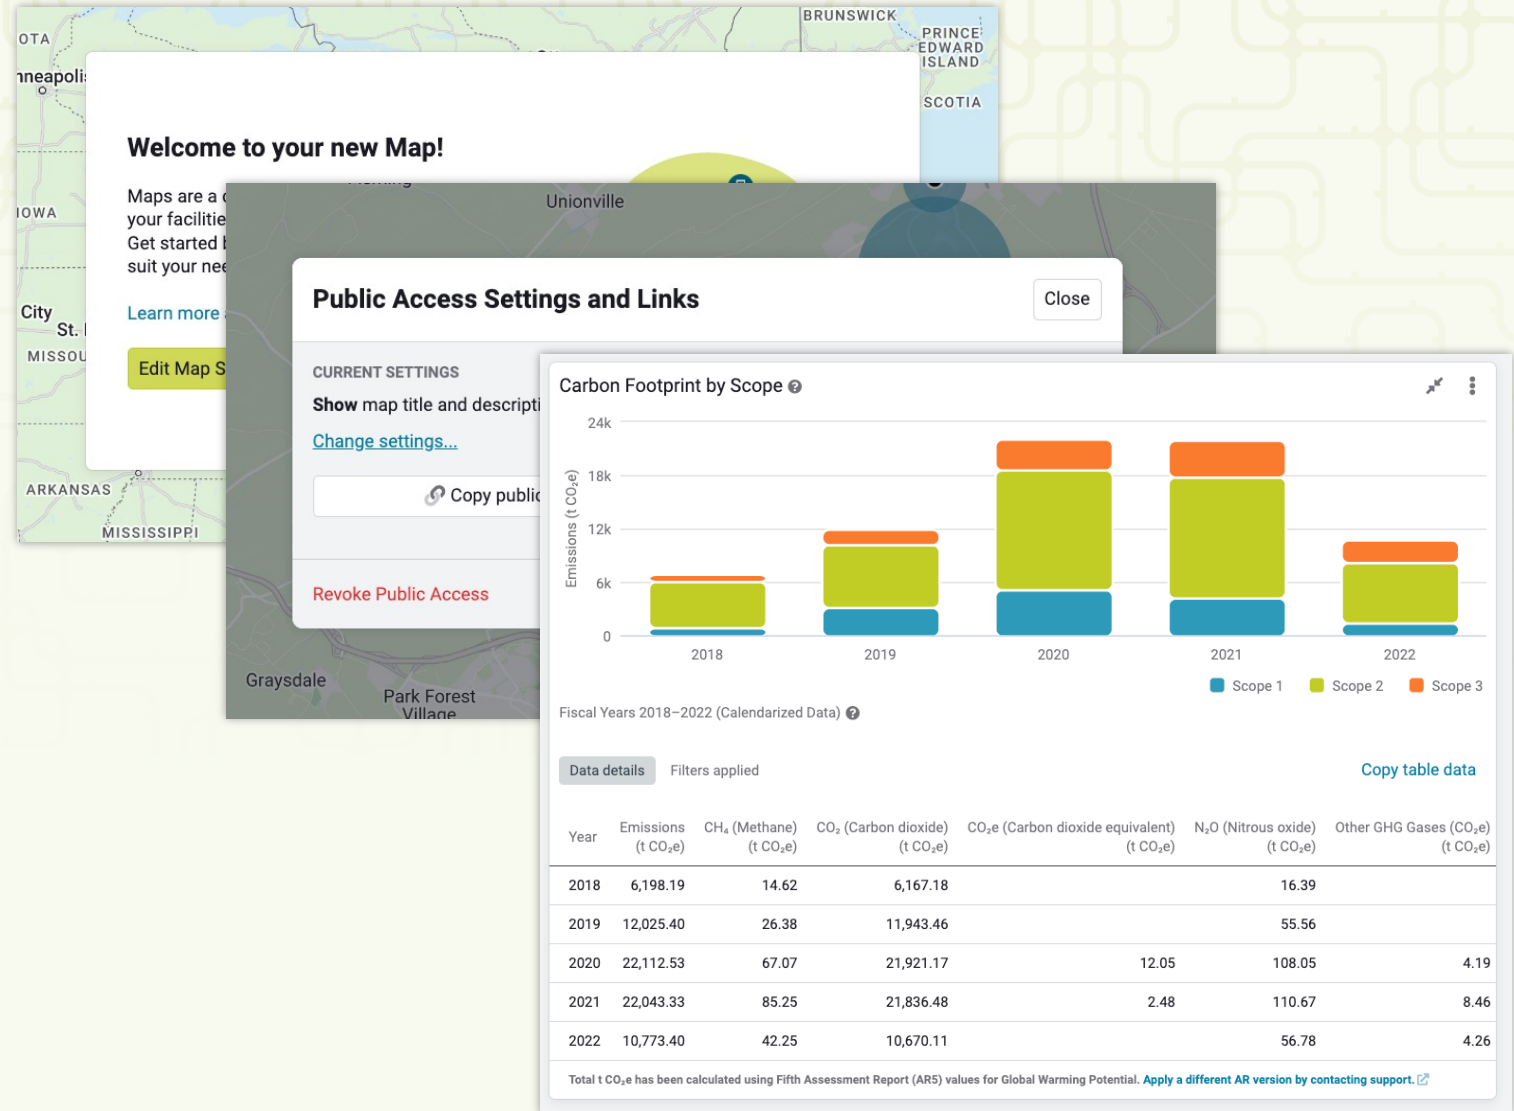 BRUNSWICK
PRINCE
EDWARD
ISLAND
SCOTIA
OTA
nneapolis
IOWA
City
St.
MISSOU
ARKANSAS
MISSISSIPPI
Welcome to your new Map!
Maps are a
your facilitie
Get started
suit your nee
Learn more
Edit Map S
Unionville
Graysdale
Park Forest
Village
Public Access Settings and Links
Close
CURRENT SETTINGS
Show map title and descripti
Change settings...
Copy public
Revoke Public Access
Carbon Footprint by Scope
24k
18k
12k
6k
0
Emissions (t CO₂e)
2018 2019 2020 2021 2022
Scope 1 Scope 2 Scope 3
Fiscal Years 2018–2022 (Calendarized Data)
Data details Filters applied Copy table data
Year Emissions (t CO₂e) CH₄ (Methane) (t CO₂e) CO₂ (Carbon dioxide) (t CO₂e) CO₂e (Carbon dioxide equivalent) (t CO₂e) N₂O (Nitrous oxide) (t CO₂e) Other GHG Gases (CO₂e) (t CO₂e)
2018 6,198.19 14.62 6,167.18 16.39
2019 12,025.40 26.38 11,943.46 55.56
2020 22,112.53 67.07 21,921.17 12.05 108.05 4.19
2021 22,043.33 85.25 21,836.48 2.48 110.67 8.46
2022 10,773.40 42.25 10,670.11 56.78 4.26
Total t CO₂e has been calculated using Fifth Assessment Report (AR5) values for Global Warming Potential. Apply a different AR version by contacting support.